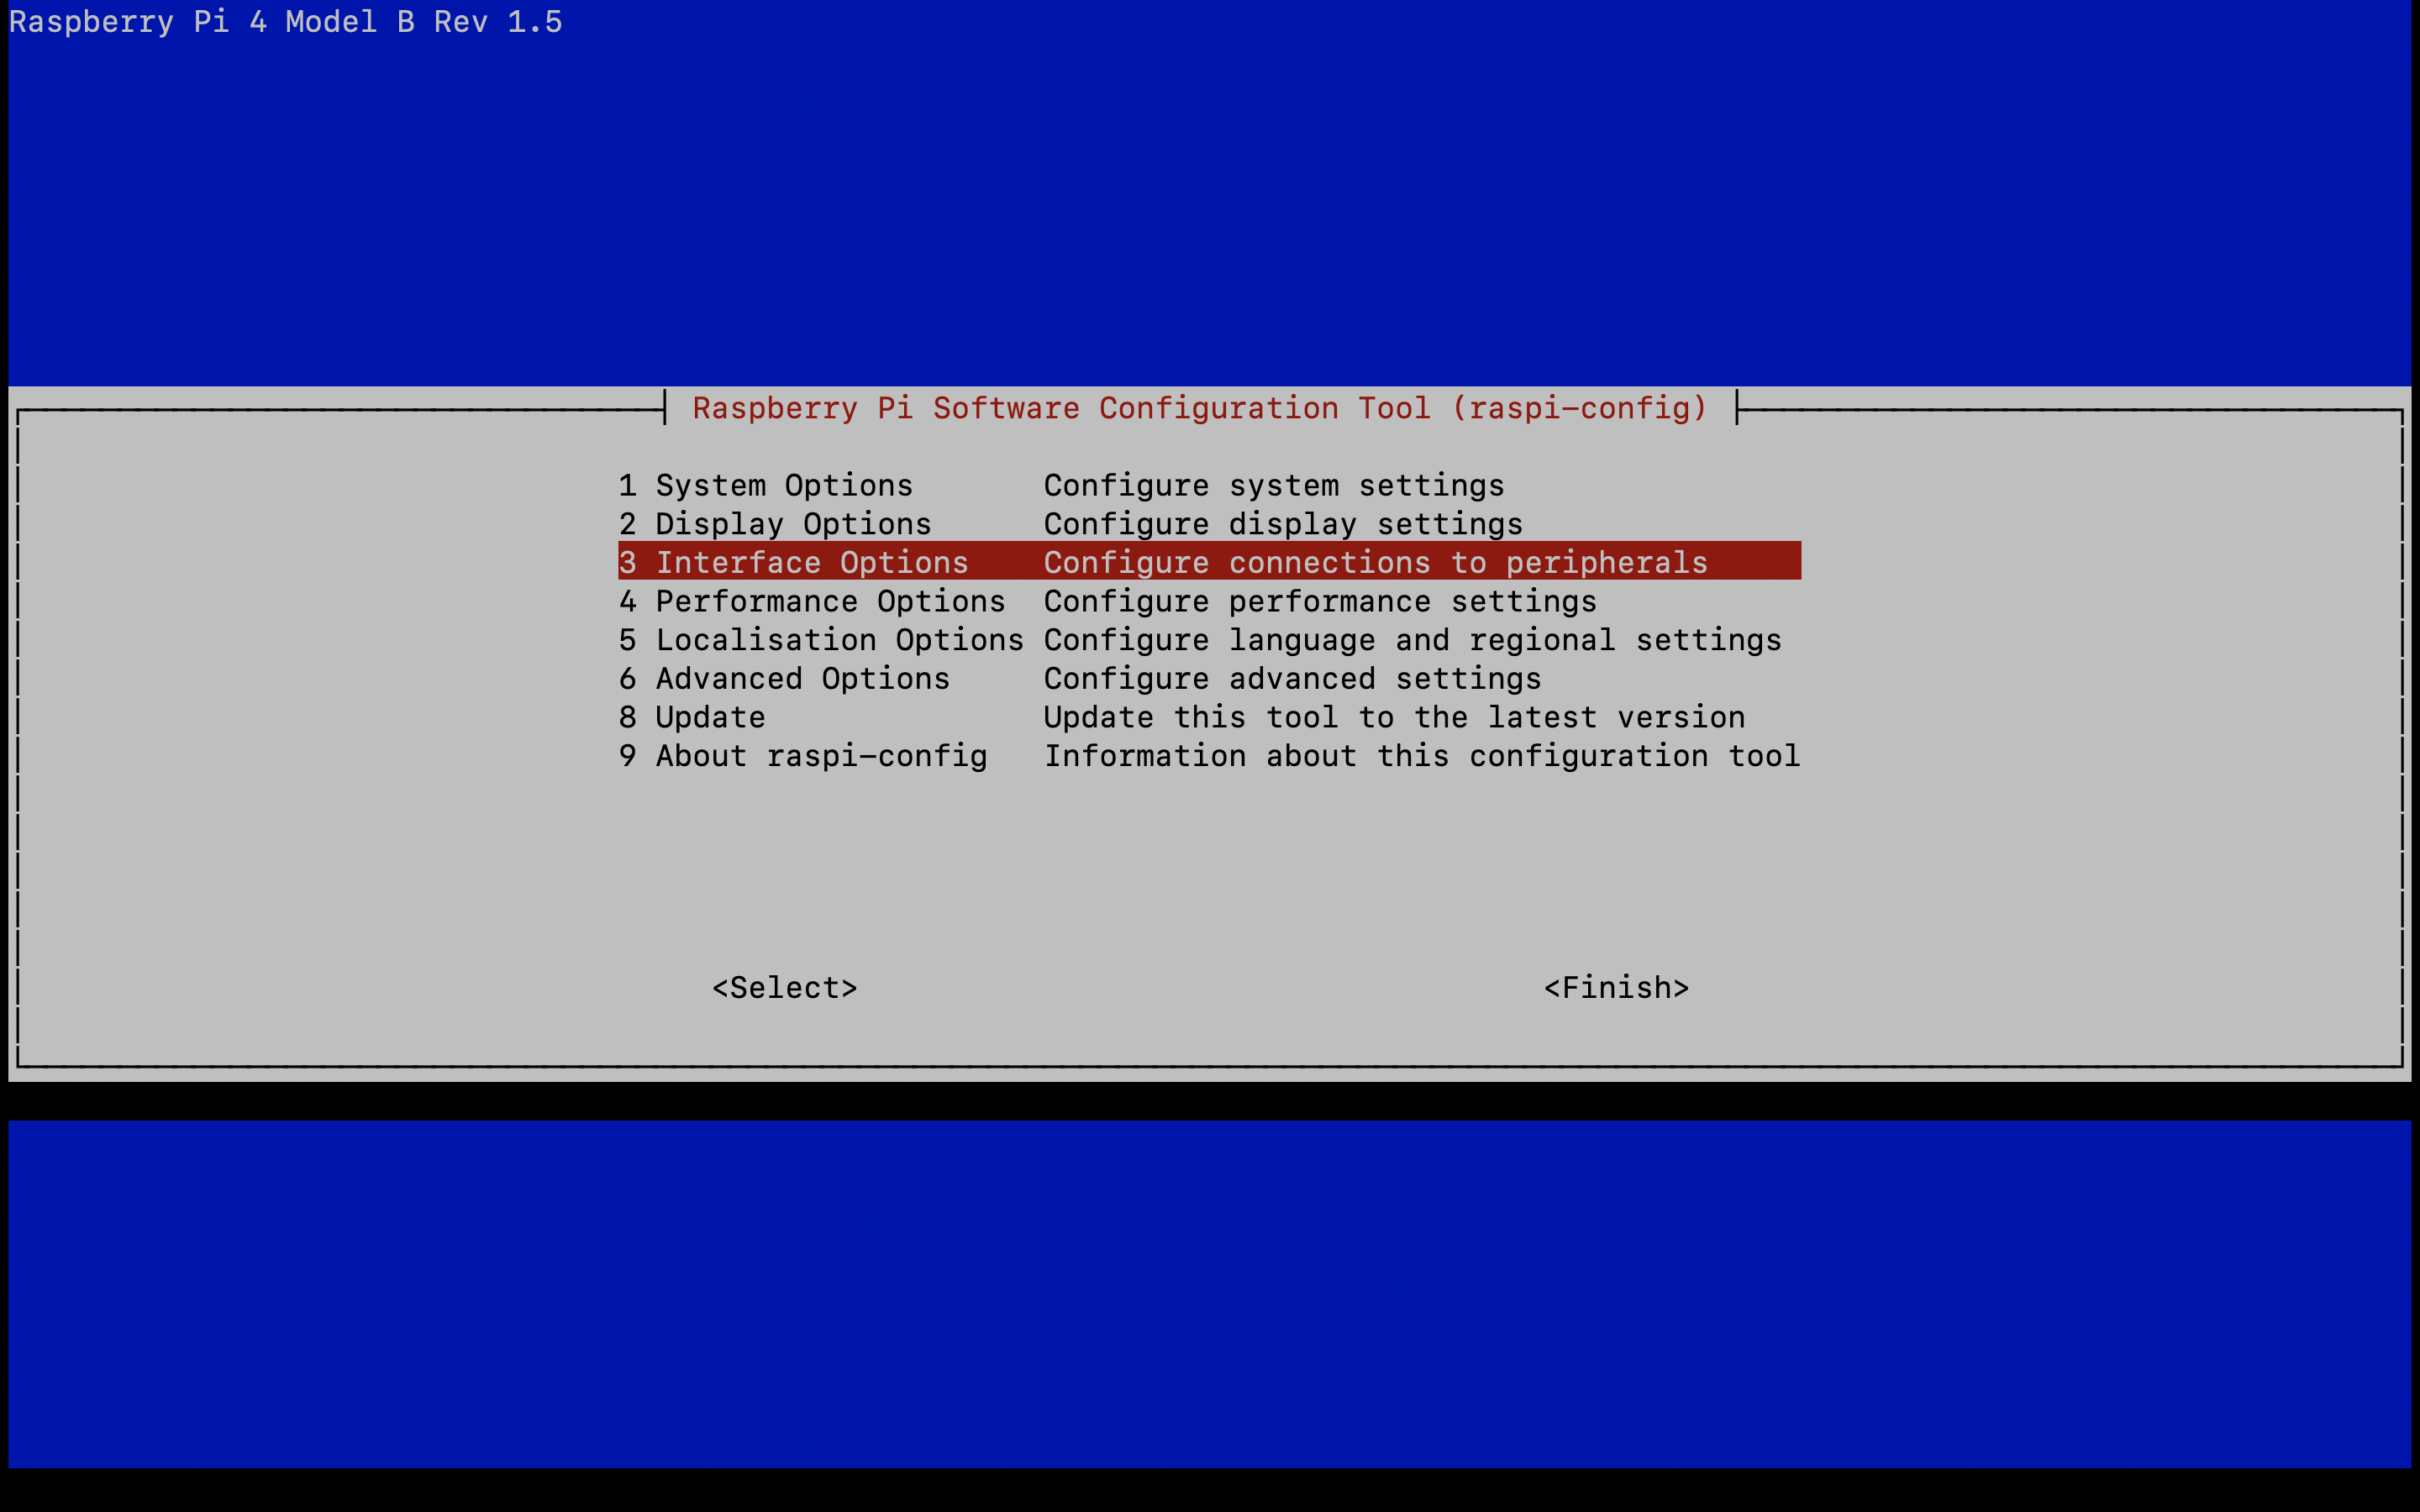 Raspberry Pi 4 Model B Rev 1.5
Raspberry Pi Software Configuration Tool (raspi-config)
1 System Options Configure system settings
2 Display Options Configure display settings
3 Interface Options Configure connections to peripherals
4 Performance Options Configure performance settings
5 Localisation Options Configure language and regional settings
6 Advanced Options Configure advanced settings
8 Update Update this tool to the latest version
9 About raspi-config Information about this configuration tool
<Select> <Finish>